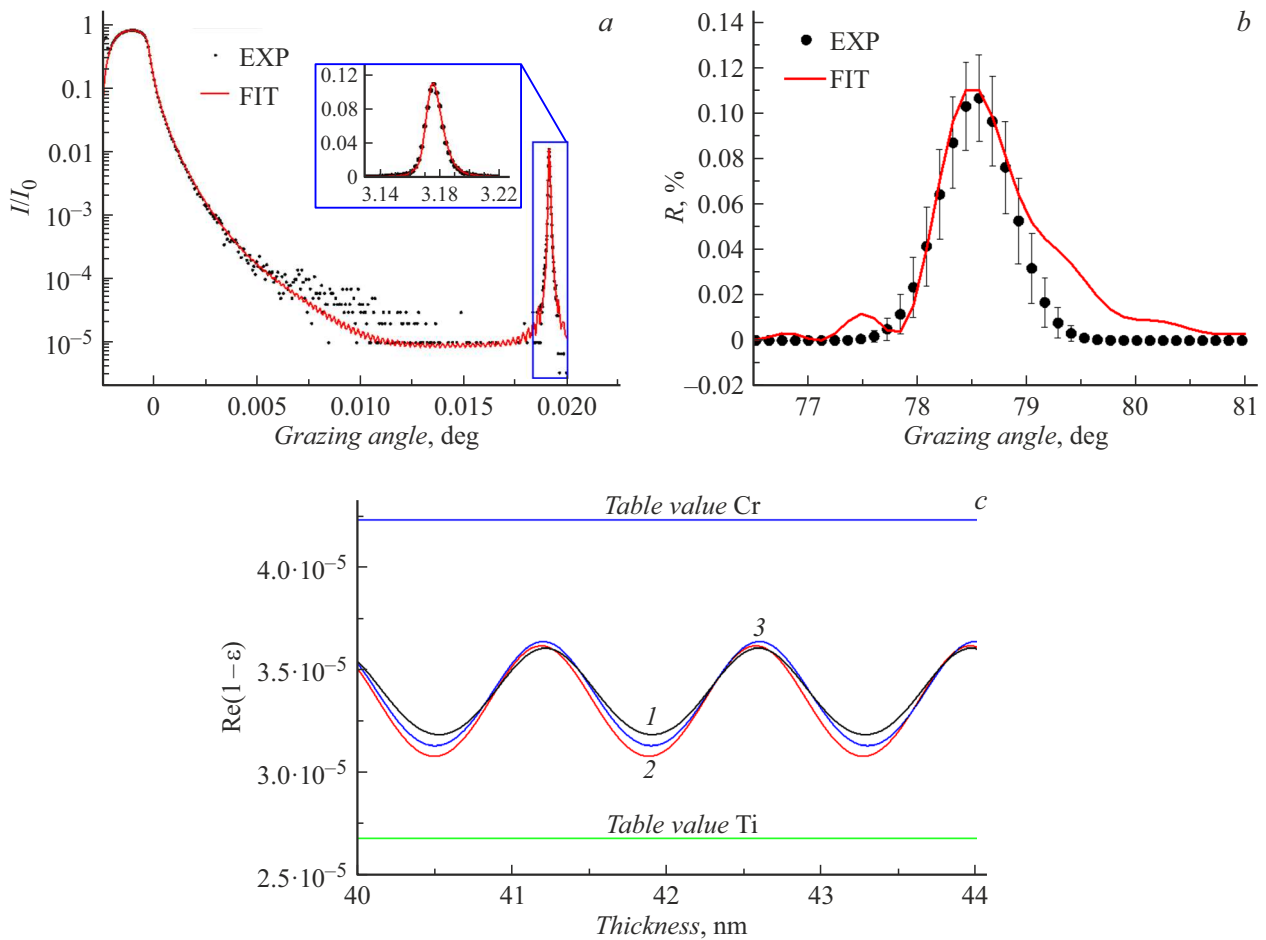 a
1
0.1
0.01
10⁻³
10⁻⁴
10⁻⁵
I/I₀
EXP
FIT
0.12
0.08
0.04
0
3.14 3.18 3.22
0 0.005 0.010 0.015 0.020
Grazing angle, deg
b
0.14
0.12
0.10
0.08
0.06
0.04
0.02
0
−0.02
R, %
EXP
FIT
77 78 79 80 81
Grazing angle, deg
c
Table value Cr
4.0·10⁻⁵
3.5·10⁻⁵
3.0·10⁻⁵
2.5·10⁻⁵
Re(1−ε)
3
1
2
Table value Ti
40 41 42 43 44
Thickness, nm